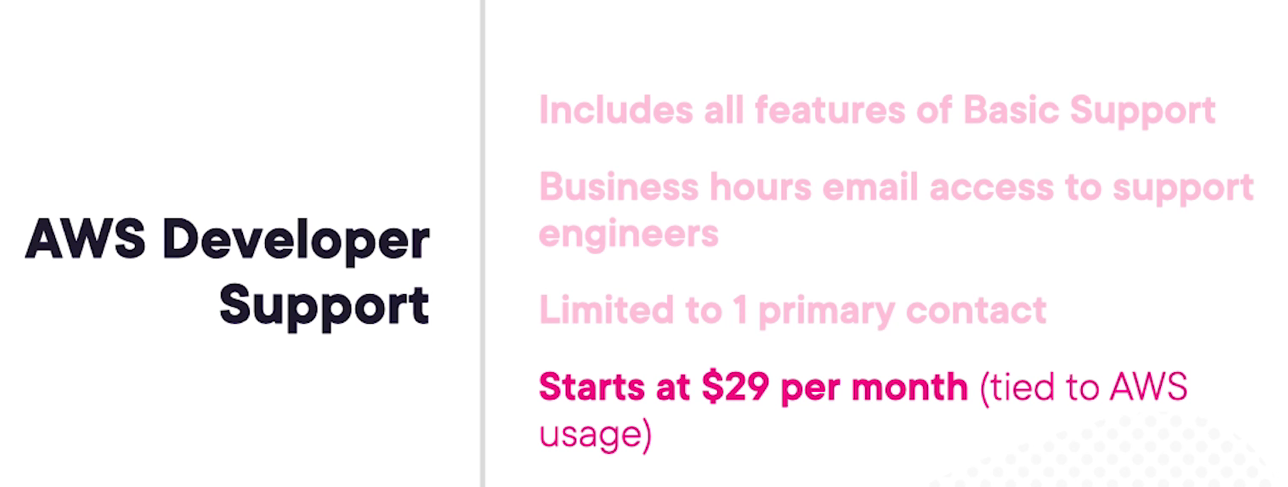 AWS Developer
Support
Includes all features of Basic Support
Business hours email access to support
engineers
Limited to 1 primary contact
Starts at $29 per month (tied to AWS
usage)